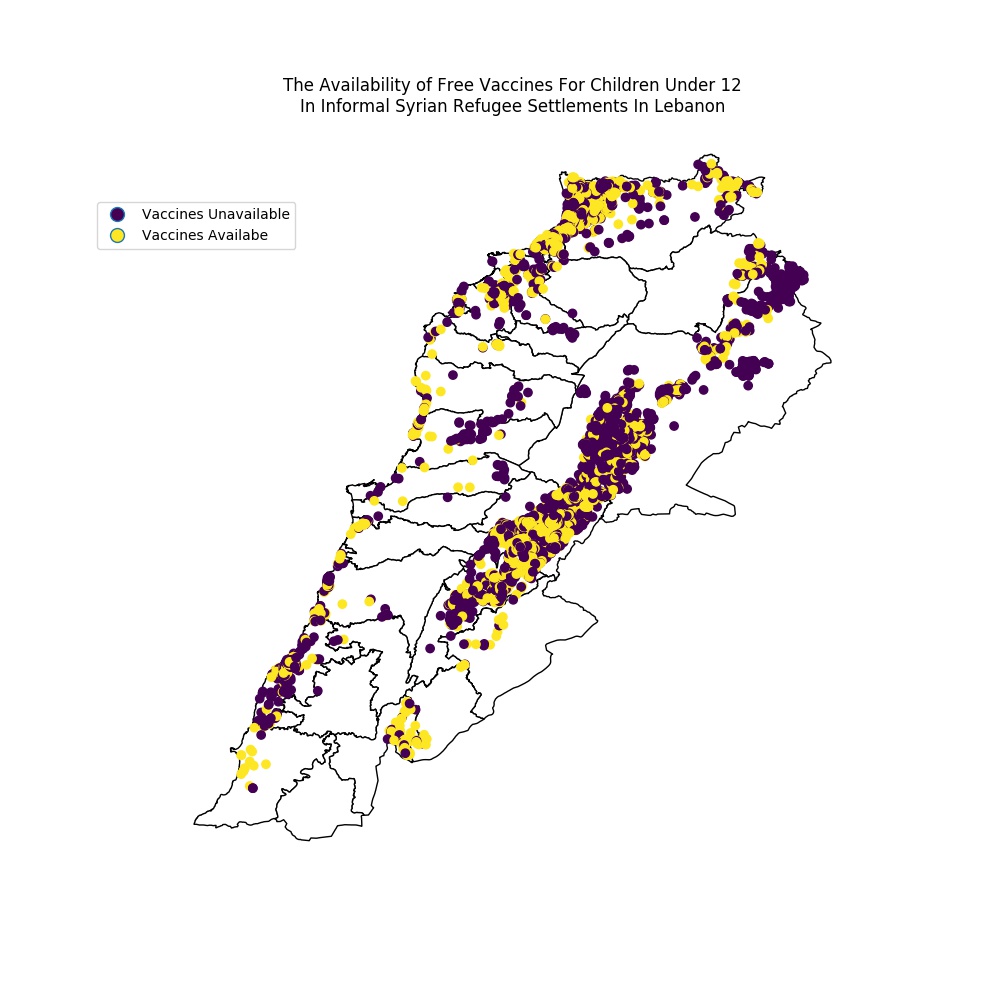 The Availability of Free Vaccines For Children Under 12
In Informal Syrian Refugee Settlements In Lebanon
Vaccines Unavailable
Vaccines Availabe